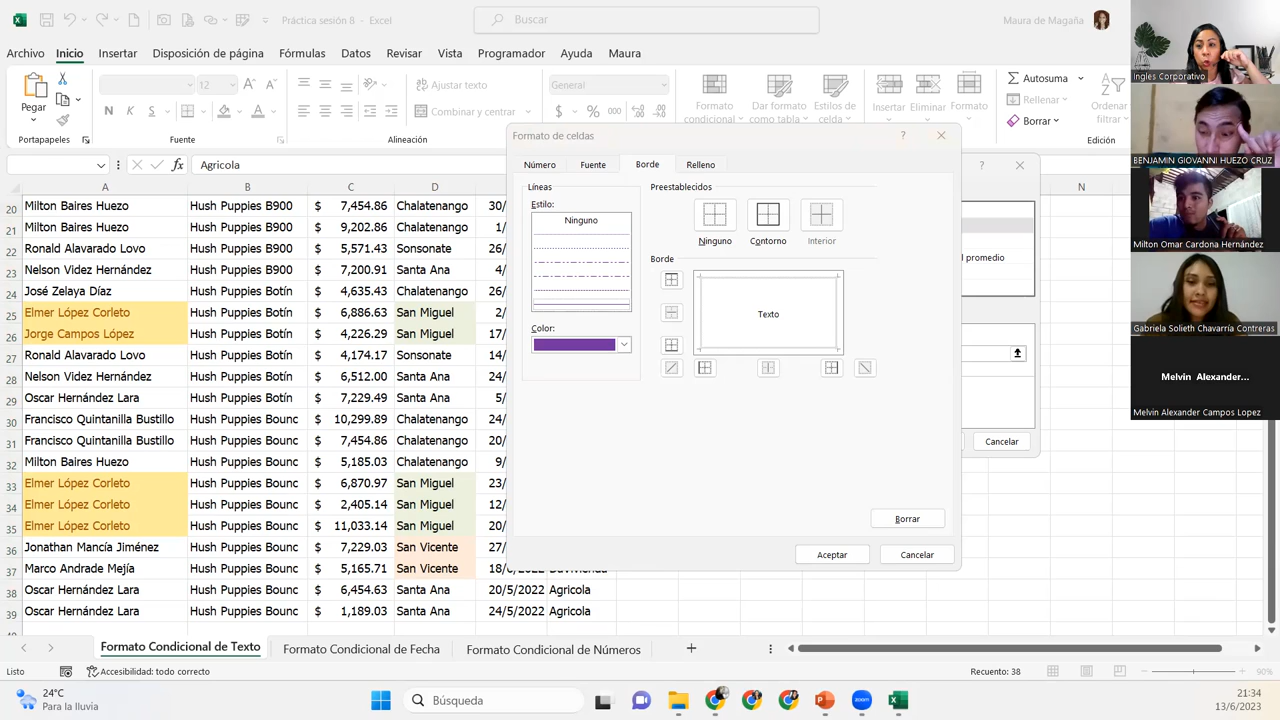 Práctica sesión 8 - Excel
Buscar
Maura de Magaña
Archivo Inicio Insertar Disposición de página Fórmulas Datos Revisar Vista Programador Ayuda Maura
Pegar
12
ab Ajustar texto
Combinar y centrar
General
Formato condicional
Dar formato como tabla
Estilos de celdas
Insertar
Eliminar
Formato
Autosuma
Rellenar
Borrar
Ordenar
filtrar
N K S
Portapapeles
Fuente
Alineación
Edición
fx Agricola
A B C D N
20 Milton Baires Huezo Hush Puppies B900 $ 7,454.86 Chalatenango 30/
21 Milton Baires Huezo Hush Puppies B900 $ 9,202.86 Chalatenango 1/
22 Ronald Alavarado Lovo Hush Puppies B900 $ 5,571.43 Sonsonate 26/
23 Nelson Videz Hernández Hush Puppies B900 $ 7,200.91 Santa Ana 4/
24 José Zelaya Díaz Hush Puppies Botín $ 4,635.43 Chalatenango 26/
25 Elmer López Corleto Hush Puppies Botín $ 6,886.63 San Miguel 2/
26 Jorge Campos López Hush Puppies Botín $ 4,226.29 San Miguel 17/
27 Ronald Alavarado Lovo Hush Puppies Botín $ 4,174.17 Sonsonate 16/
28 Nelson Videz Hernández Hush Puppies Botín $ 6,512.00 Santa Ana 24/
29 Oscar Hernández Lara Hush Puppies Botín $ 7,229.49 Santa Ana 5/
30 Francisco Quintanilla Bustillo Hush Puppies Bounc $ 10,299.89 Chalatenango 24/
31 Francisco Quintanilla Bustillo Hush Puppies Bounc $ 7,454.86 Chalatenango 20/
32 Milton Baires Huezo Hush Puppies Bounc $ 5,185.03 Chalatenango 24/
33 Elmer López Corleto Hush Puppies Bounc $ 6,870.97 San Miguel 23/
34 Elmer López Corleto Hush Puppies Bounc $ 2,405.14 San Miguel 12/
35 Elmer López Corleto Hush Puppies Bounc $ 11,033.14 San Miguel 20/
36 Jonathan Mancía Jiménez Hush Puppies Bounc $ 7,229.03 San Vicente 27/
37 Marco Andrade Mejía Hush Puppies Bounc $ 5,165.71 San Vicente 18/6/2022 Davivienda
38 Oscar Hernández Lara Hush Puppies Bounc $ 6,454.63 Santa Ana 20/5/2022 Agricola
39 Oscar Hernández Lara Hush Puppies Bounc $ 1,189.03 Santa Ana 24/5/2022 Agricola
Formato de celdas
?
Número Fuente Borde Relleno
Líneas
Estilo:
Ninguno
Color:
Preestablecidos
Ninguno Contorno Interior
Borde
Texto
Borrar
Aceptar Cancelar
?
l promedio
Cancelar
Formato Condicional de Texto Formato Condicional de Fecha Formato Condicional de Números
Listo Accesibilidad: todo correcto Recuento: 38 90%
24°C
Para la lluvia
Búsqueda
zoom
21:34
13/6/2023
Ingles Corporativo
BENJAMIN GIOVANNI HUEZO CRUZ
Milton Omar Cardona Hernández
Gabriela Solieth Chavarría Contreras
Melvin Alexander...
Melvin Alexander Campos Lopez